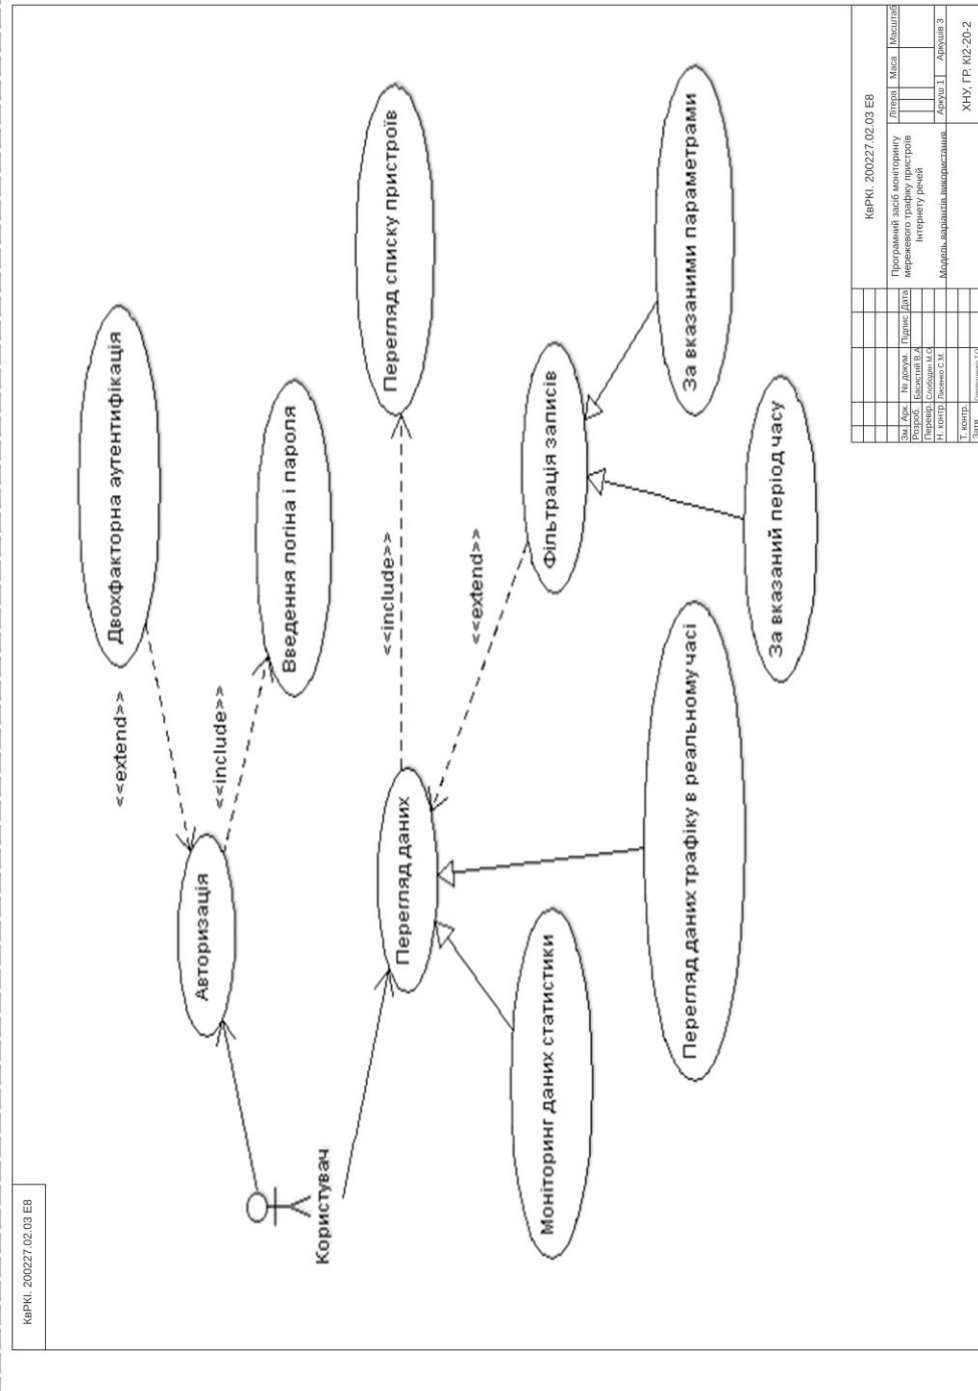 КвРКІ. 200227.02.03 Е8
Двохфакторна аутентифікація
<<extend>>
Авторизація
<<include>>
Введення логіна і пароля
Користувач
Перегляд списку пристроїв
<<include>>
Перегляд даних
<<extend>>
Фільтрація записів
Моніторинг даних статистики
За вказаними параметрами
Перегляд даних трафіку в реальному часі
За вказаний період часу
КвРКІ. 200227.02.03 Е8
Зм. Арк. № докум. Підпис Дата
Розроб. Басистий В.А
Перевір. Слободян М.О
Н. контр. Лисенко С.М.
Т. контр.
Програмний засіб моніторингу
мережевого трафіку пристроїв
Інтернету речей
Модель варіантів використання
Літера Маса Масштаб
Аркуш 1 Аркушів 3
ХНУ, ГР. КІ2-20-2